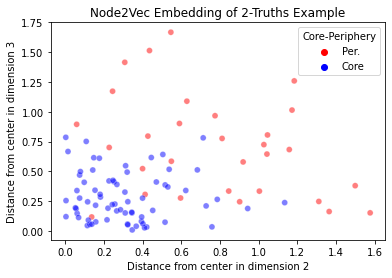 Node2Vec Embedding of 2-Truths Example
Core-Periphery
Per.
Core
Distance from center in dimension 3
1.75
1.50
1.25
1.00
0.75
0.50
0.25
0.00
0.0 0.2 0.4 0.6 0.8 1.0 1.2 1.4 1.6
Distance from center in dimension 2